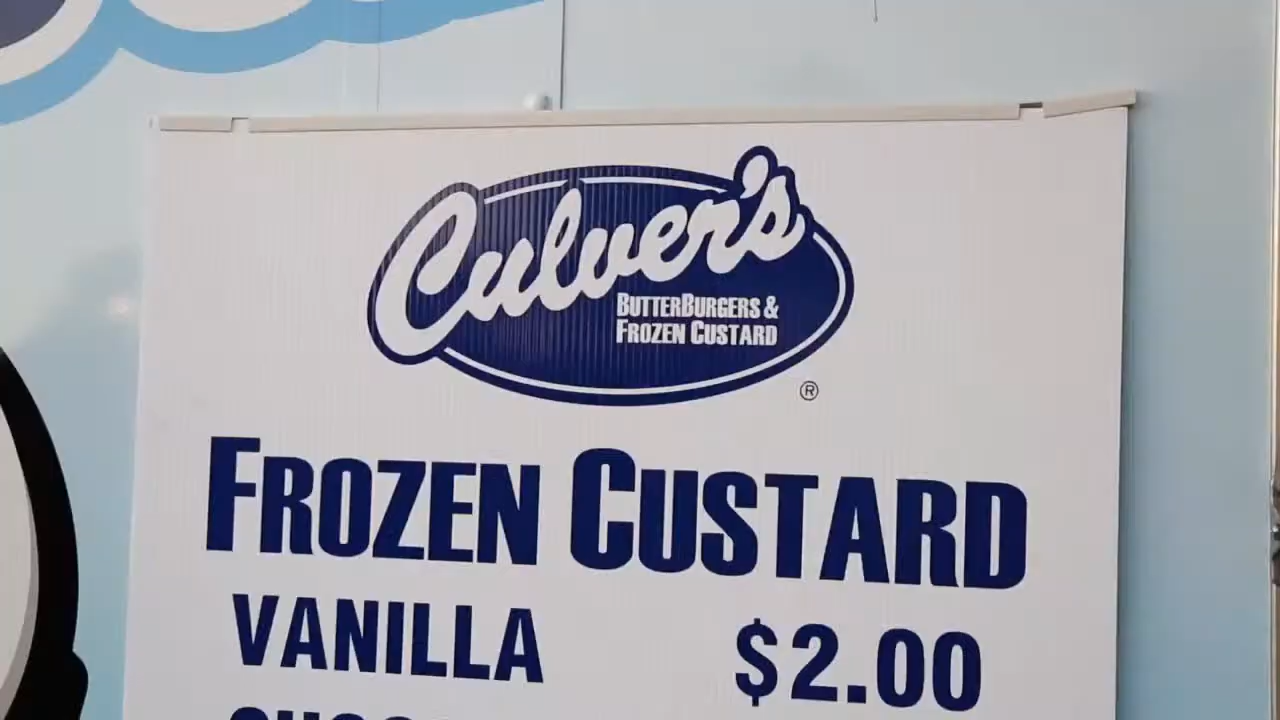 Culver's
BUTTERBURGERS &
FROZEN CUSTARD
®
FROZEN CUSTARD
VANILLA $2.00